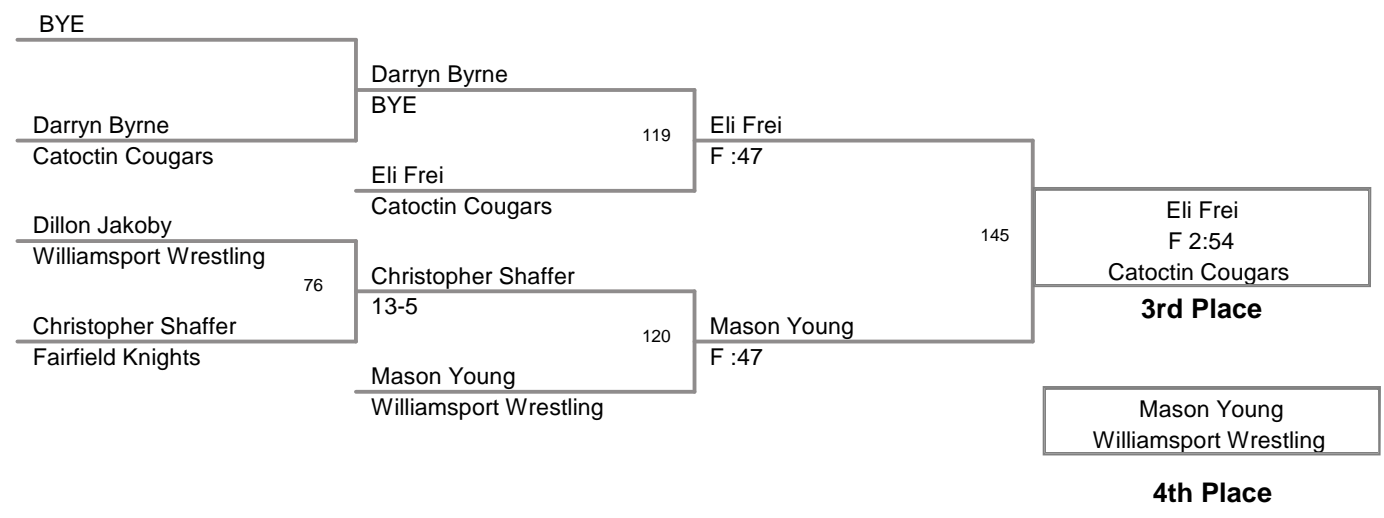 BYE
Darryn Byrne
Catoctin Cougars
Dillon Jakoby
Williamsport Wrestling
76
Christopher Shaffer
Fairfield Knights
Darryn Byrne
BYE
119
Eli Frei
Catoctin Cougars
Christopher Shaffer
13-5
120
Mason Young
Williamsport Wrestling
Eli Frei
F :47
145
Mason Young
F :47
Eli Frei
F 2:54
Catoctin Cougars
3rd Place
Mason Young
Williamsport Wrestling
4th Place